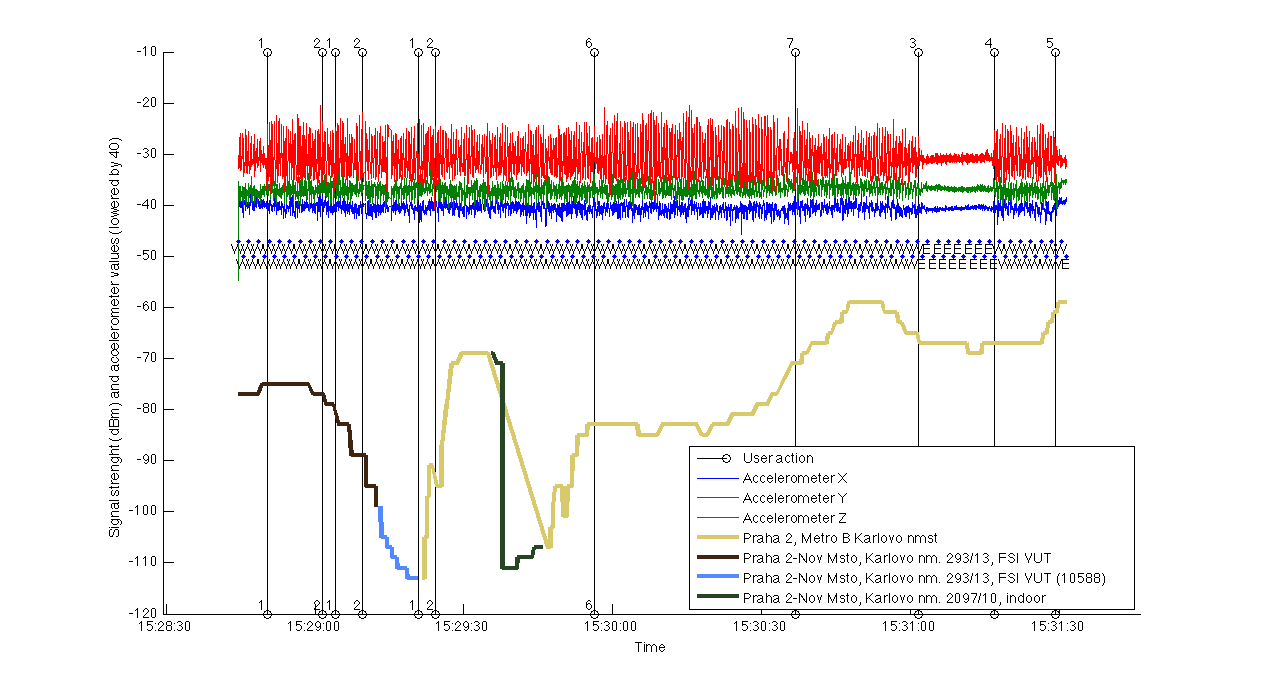 1 2 1 2 1 2 6 7 3 4 5
-10
-20
-30
-40
-50
-60
-70
-80
-90
-100
-110
-120
Signal strenght (dBm) and accelerometer values (lowered by 40)
User action
Accelerometer X
Accelerometer Y
Accelerometer Z
Praha 2, Metro B Karlovo nmst
Praha 2-Nov Msto, Karlovo nm. 293/13, FSI VUT
Praha 2-Nov Msto, Karlovo nm. 293/13, FSI VUT (10588)
Praha 2-Nov Msto, Karlovo nm. 2097/10, indoor
1 2 1 2 1 2 6
15:28:30 15:29:00 15:29:30 15:30:00 15:30:30 15:31:00 15:31:30
Time